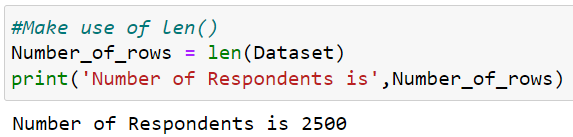 #Make use of len()
Number_of_rows = len(Dataset)
print('Number of Respondents is',Number_of_rows)
Number of Respondents is 2500